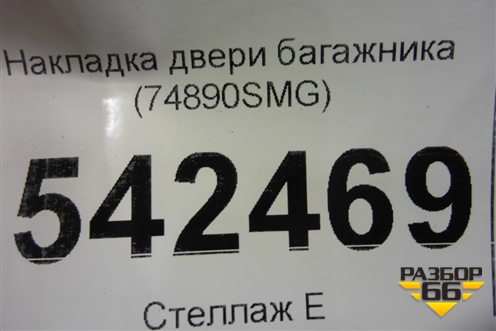 Накладка двери багажника
(74890SMG)
542469
Стеллаж Е
РАЗБОР
66